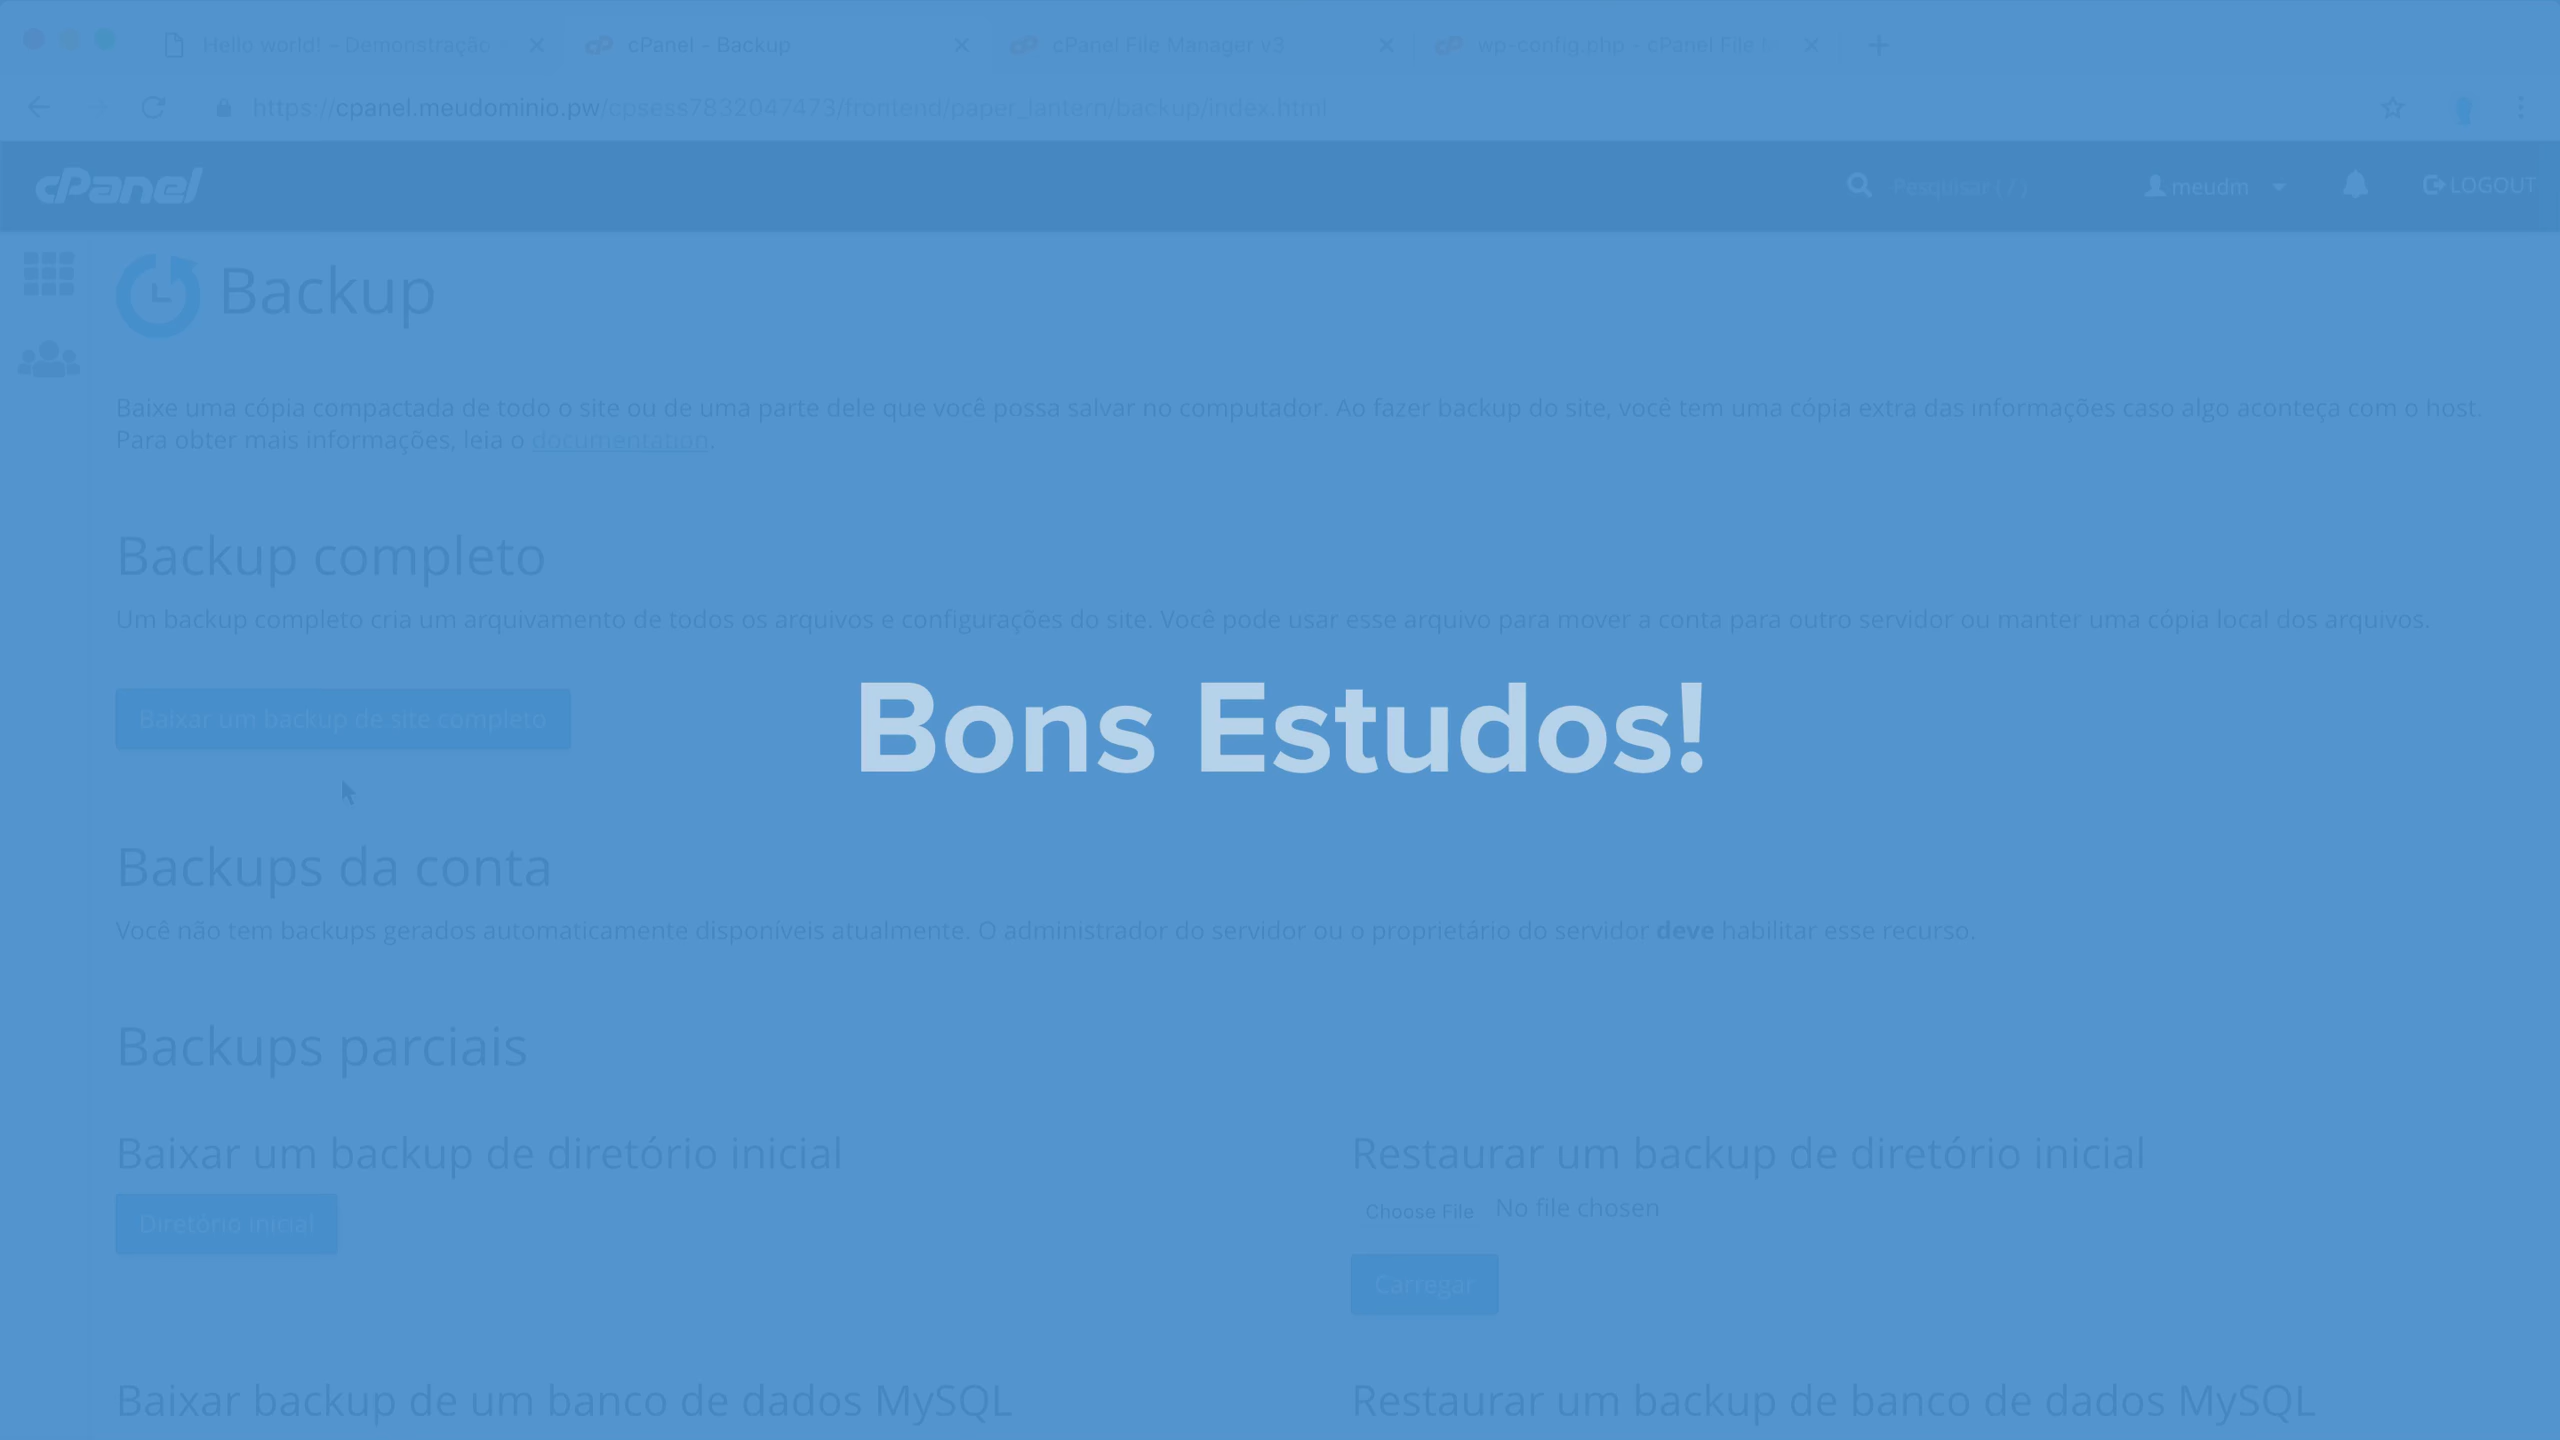 Hello world! - Demonstração
cPanel - Backup
cPanel File Manager v3
wp-config.php - cPanel File
https://cpanel.meudominio.pw/cpsess7832047473/frontend/paper_lantern/backup/index.html
cPanel
Pesquisar ( / )
meudm
LOGOUT
Backup
Baixe uma cópia compactada de todo o site ou de uma parte dele que você possa salvar no computador. Ao fazer backup do site, você tem uma cópia extra das informações caso algo aconteça com o host.
Para obter mais informações, leia o documentation.
Backup completo
Um backup completo cria um arquivamento de todos os arquivos e configurações do site. Você pode usar esse arquivo para mover a conta para outro servidor ou manter uma cópia local dos arquivos.
Baixar um backup de site completo
Bons Estudos!
Backups da conta
Você não tem backups gerados automaticamente disponíveis atualmente. O administrador do servidor ou o proprietário do servidor deve habilitar esse recurso.
Backups parciais
Baixar um backup de diretório inicial
Diretório inicial
Restaurar um backup de diretório inicial
Choose File No file chosen
Carregar
Baixar backup de um banco de dados MySQL
Restaurar um backup de banco de dados MySQL